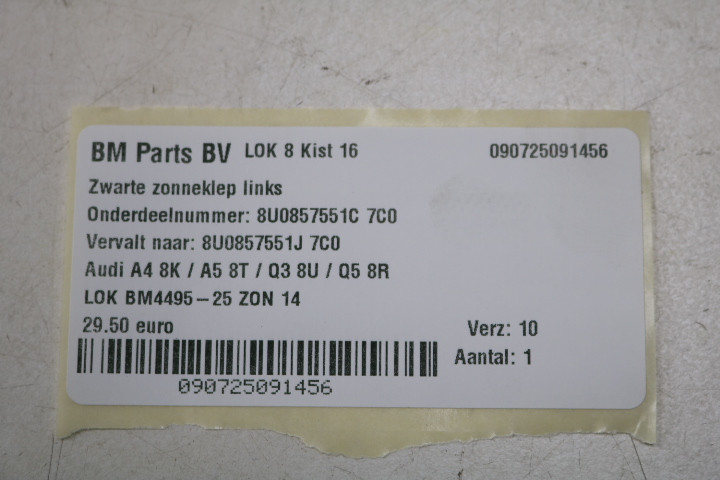 BM Parts BV LOK 8 Kist 16 090725091456
Zwarte zonneklep links
Onderdeelnummer: 8U0857551C 7C0
Vervalt naar: 8U0857551J 7C0
Audi A4 8K / A5 8T / Q3 8U / Q5 8R
LOK BM4495-25 ZON 14
29.50 euro Verz: 10
Aantal: 1
090725091456